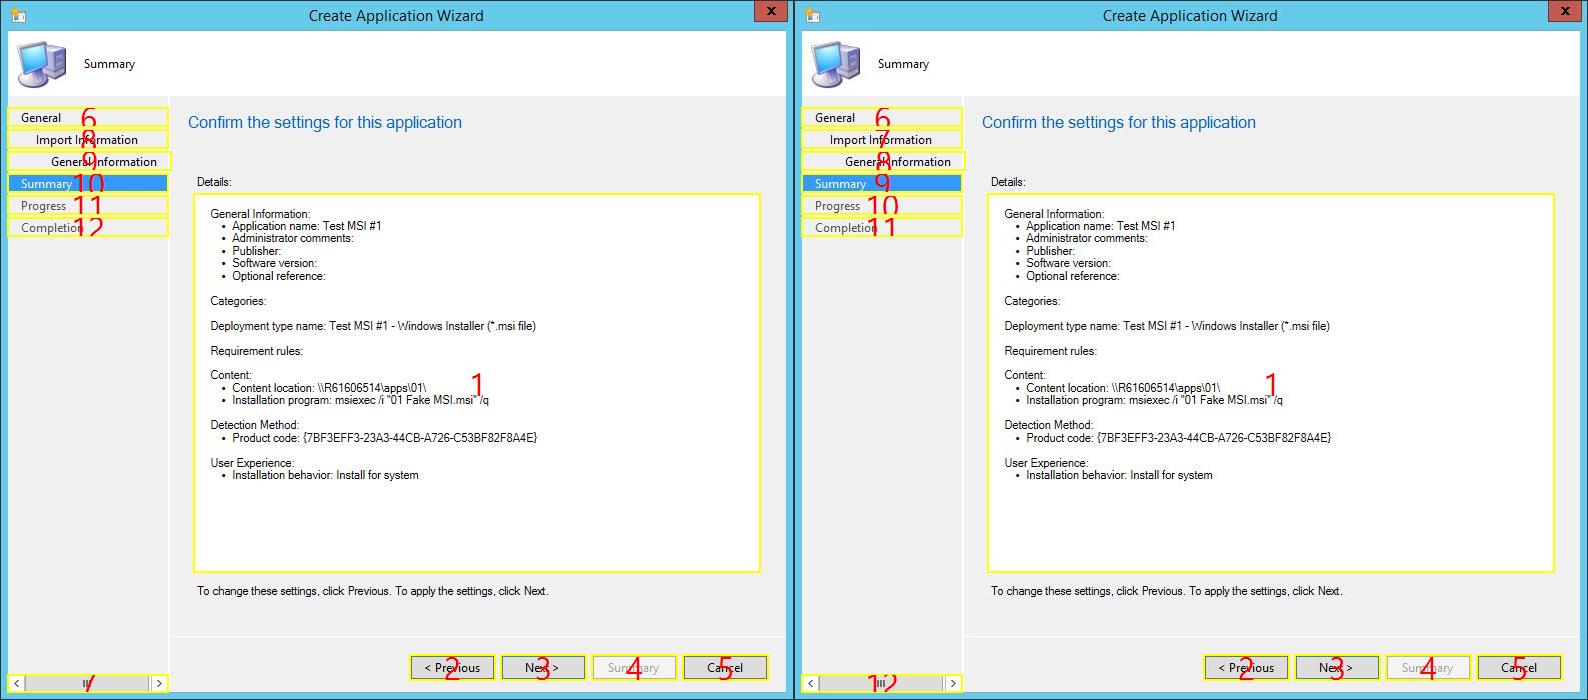 Create Application Wizard
x
Summary
General 6
Import Information 8
General Information 9
Summary 10
Progress 11
Completion 12
Confirm the settings for this application
Details:
General Information:
• Application name: Test MSI #1
• Administrator comments:
• Publisher:
• Software version:
• Optional reference:
Categories:
Deployment type name: Test MSI #1 - Windows Installer (*.msi file)
Requirement rules:
Content:
• Content location: \\R61606514\apps\01\
• Installation program: msiexec /i "01 Fake MSI.msi" /q
1
Detection Method:
• Product code: {7BF3EFF3-23A3-44CB-A726-C53BF82F8A4E}
User Experience:
• Installation behavior: Install for system
To change these settings, click Previous. To apply the settings, click Next.
< Previous 2
Next > 3
Summary 4
Cancel 5
7
Create Application Wizard
x
Summary
General 6
Import Information 7
General Information 8
Summary 9
Progress 10
Completion 11
Confirm the settings for this application
Details:
General Information:
• Application name: Test MSI #1
• Administrator comments:
• Publisher:
• Software version:
• Optional reference:
Categories:
Deployment type name: Test MSI #1 - Windows Installer (*.msi file)
Requirement rules:
Content:
• Content location: \\R61606514\apps\01\
• Installation program: msiexec /i "01 Fake MSI.msi" /q
1
Detection Method:
• Product code: {7BF3EFF3-23A3-44CB-A726-C53BF82F8A4E}
User Experience:
• Installation behavior: Install for system
To change these settings, click Previous. To apply the settings, click Next.
< Previous 2
Next > 3
Summary 4
Cancel 5
12